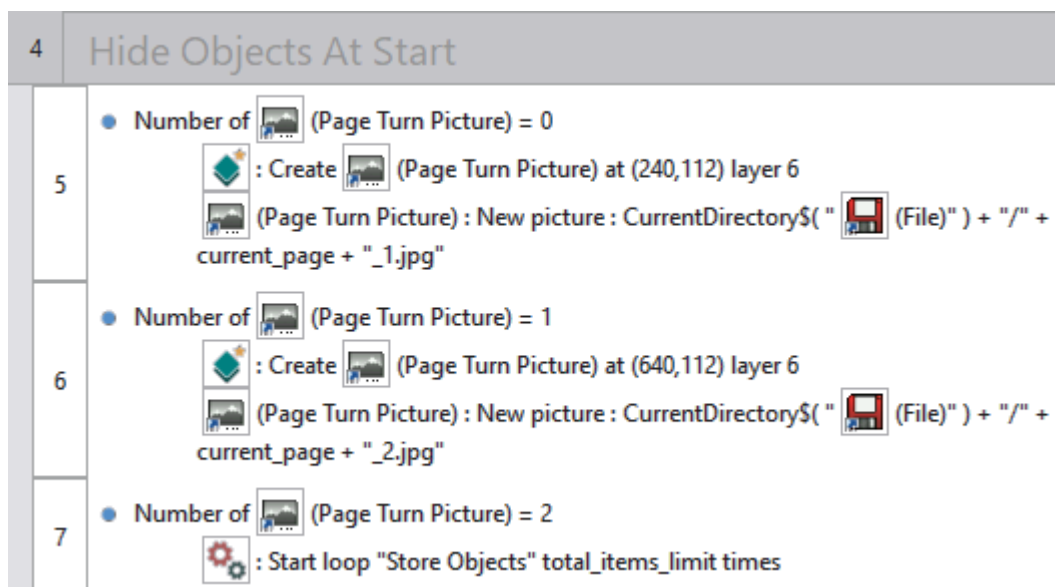 4 Hide Objects At Start
5
Number of (Page Turn Picture) = 0
: Create (Page Turn Picture) at (240,112) layer 6
(Page Turn Picture) : New picture : CurrentDirectory$( " (File)" ) + "/" +
current_page + "_1.jpg"
6
Number of (Page Turn Picture) = 1
: Create (Page Turn Picture) at (640,112) layer 6
(Page Turn Picture) : New picture : CurrentDirectory$( " (File)" ) + "/" +
current_page + "_2.jpg"
7
Number of (Page Turn Picture) = 2
: Start loop "Store Objects" total_items_limit times